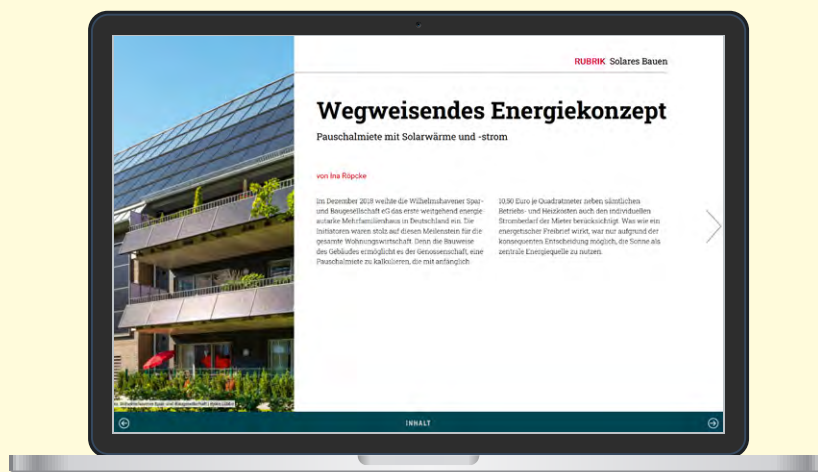 RUBRIK Solares Bauen
Wegweisendes Energiekonzept
Pauschalmiete mit Solarwärme und -strom
von Ina Röpcke
Im Dezember 2018 weihte die Wilhelmshavener Spar-
und Baugesellschaft eG das erste weitgehend energie-
autarke Mehrfamilienhaus in Deutschland ein. Die
Initiatoren waren stolz auf diesen Meilenstein für die
gesamte Wohnungswirtschaft. Denn die Bauweise
des Gebäudes ermöglicht es der Genossenschaft, eine
Pauschalmiete zu kalkulieren, die mit anfänglich
10,50 Euro je Quadratmeter neben sämtlichen
Betriebs- und Heizkosten auch den individuellen
Strombedarf der Mieter berücksichtigt. Was wie ein
energetischer Freibrief wirkt, war nur aufgrund der
konsequenten Entscheidung möglich, die Sonne als
zentrale Energiequelle zu nutzen.
INHALT